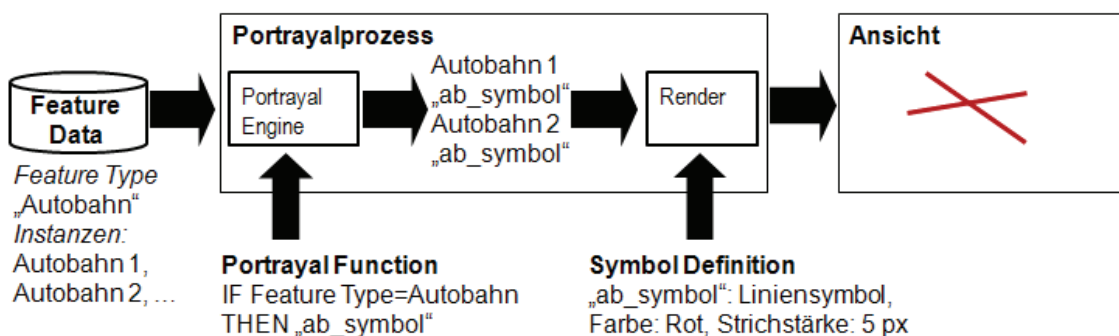 Feature
Data
Feature Type
„Autobahn“
Instanzen:
Autobahn 1,
Autobahn 2, ...
Portrayalprozess
Portrayal
Engine
Autobahn 1
„ab_symbol“
Autobahn 2
„ab_symbol“
Render
Portrayal Function
IF Feature Type=Autobahn
THEN „ab_symbol“
Symbol Definition
„ab_symbol“: Liniensymbol,
Farbe: Rot, Strichstärke: 5 px
Ansicht